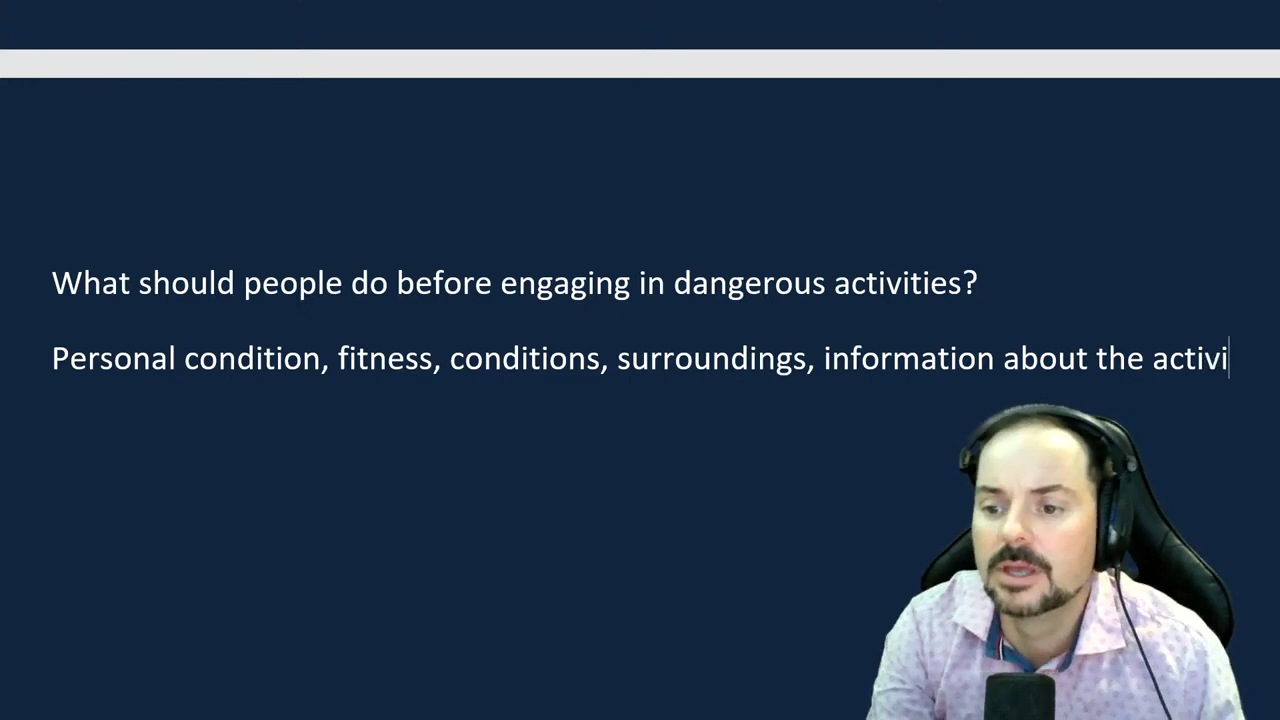 What should people do before engaging in dangerous activities?
Personal condition, fitness, conditions, surroundings, information about the activi